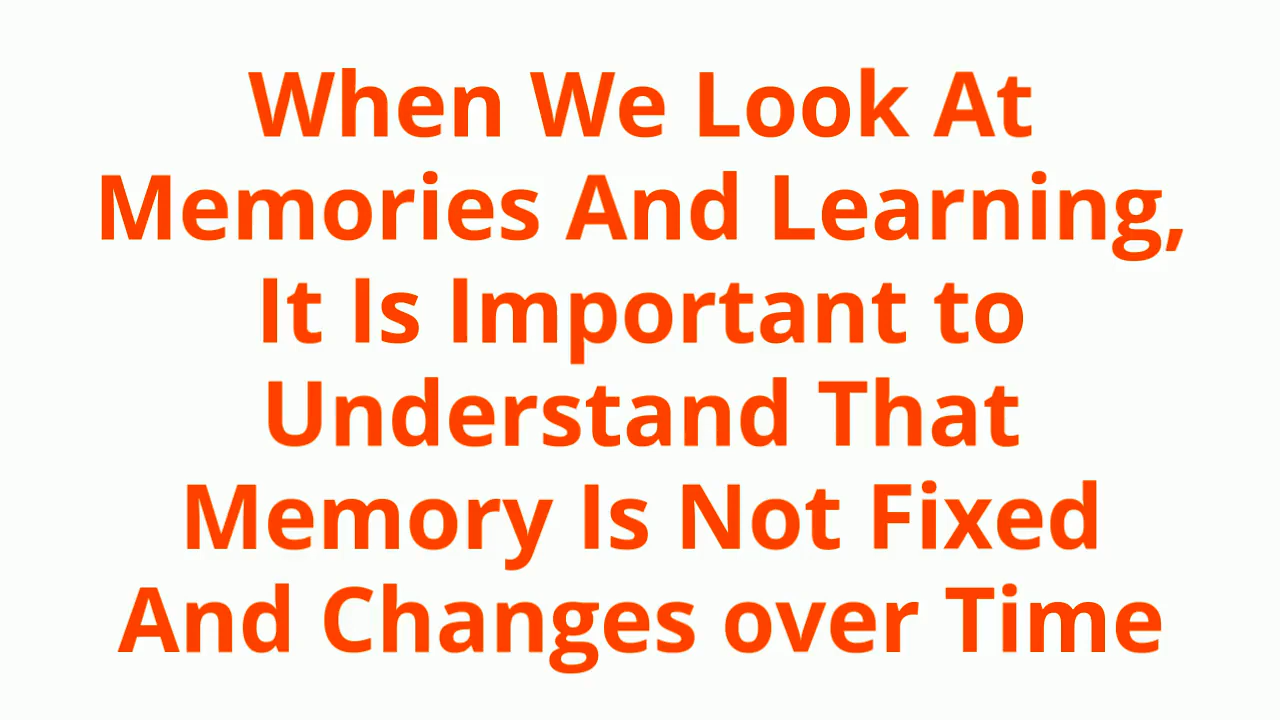 When We Look At
Memories And Learning,
It Is Important to
Understand That
Memory Is Not Fixed
And Changes over Time